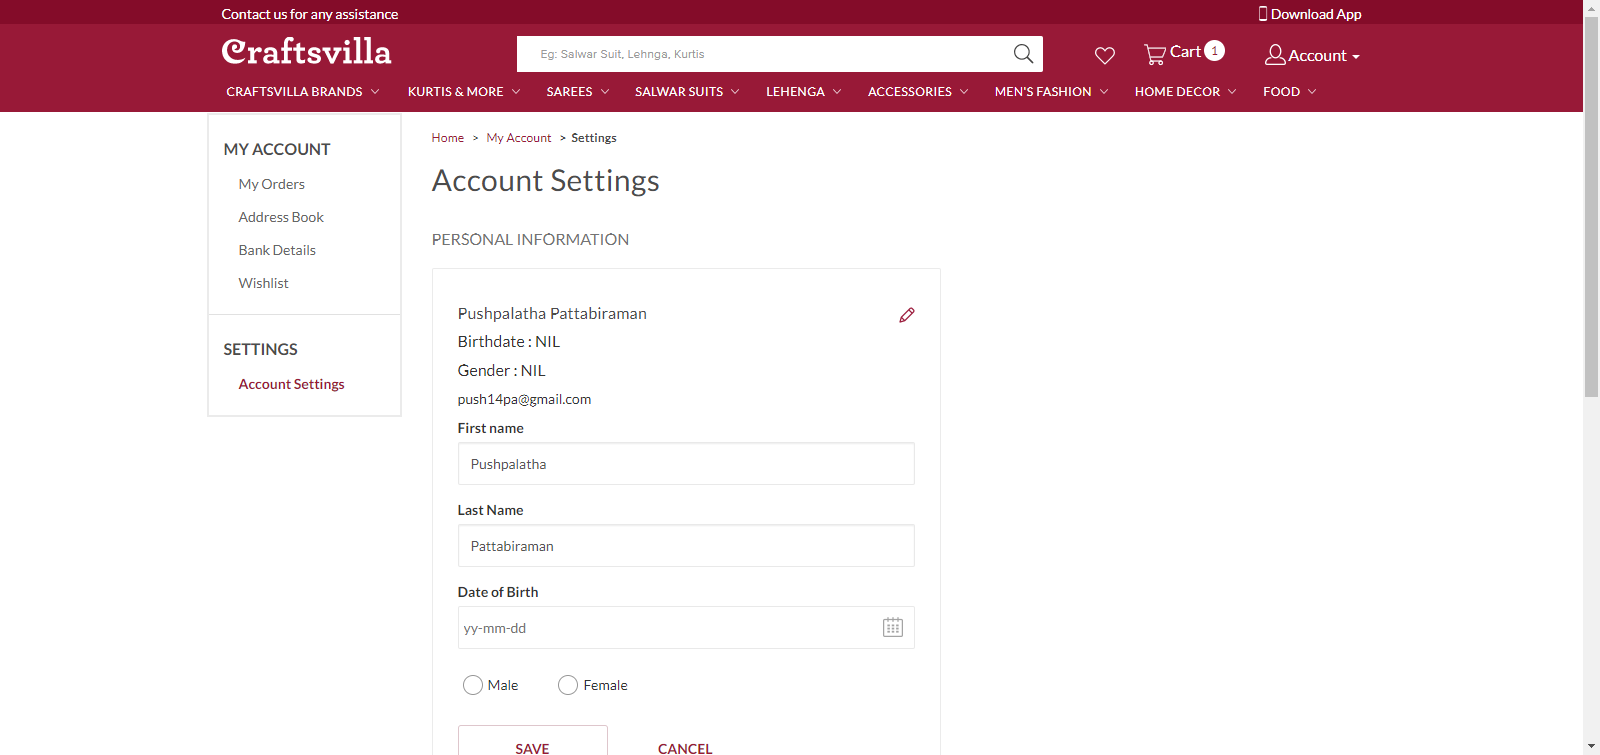 Contact us for any assistance
Download App
Craftsvilla
Eg: Salwar Suit, Lehnga, Kurtis
Cart 1
Account
CRAFTSVILLA BRANDS
KURTIS & MORE
SAREES
SALWAR SUITS
LEHENGA
ACCESSORIES
MEN'S FASHION
HOME DECOR
FOOD
MY ACCOUNT
My Orders
Address Book
Bank Details
Wishlist
SETTINGS
Account Settings
Home > My Account > Settings
Account Settings
PERSONAL INFORMATION
Pushpalatha Pattabiraman
Birthdate : NIL
Gender : NIL
push14pa@gmail.com
First name
Pushpalatha
Last Name
Pattabiraman
Date of Birth
yy-mm-dd
Male
Female
SAVE
CANCEL